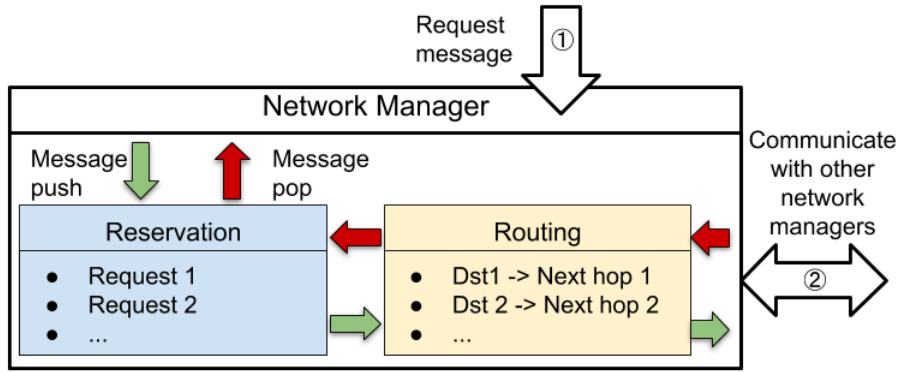 Request
message
①
Network Manager
Message
push
Message
pop
Communicate
with other
network
managers
②
Reservation
● Request 1
● Request 2
● ...
Routing
● Dst1 -> Next hop 1
● Dst 2 -> Next hop 2
● ...